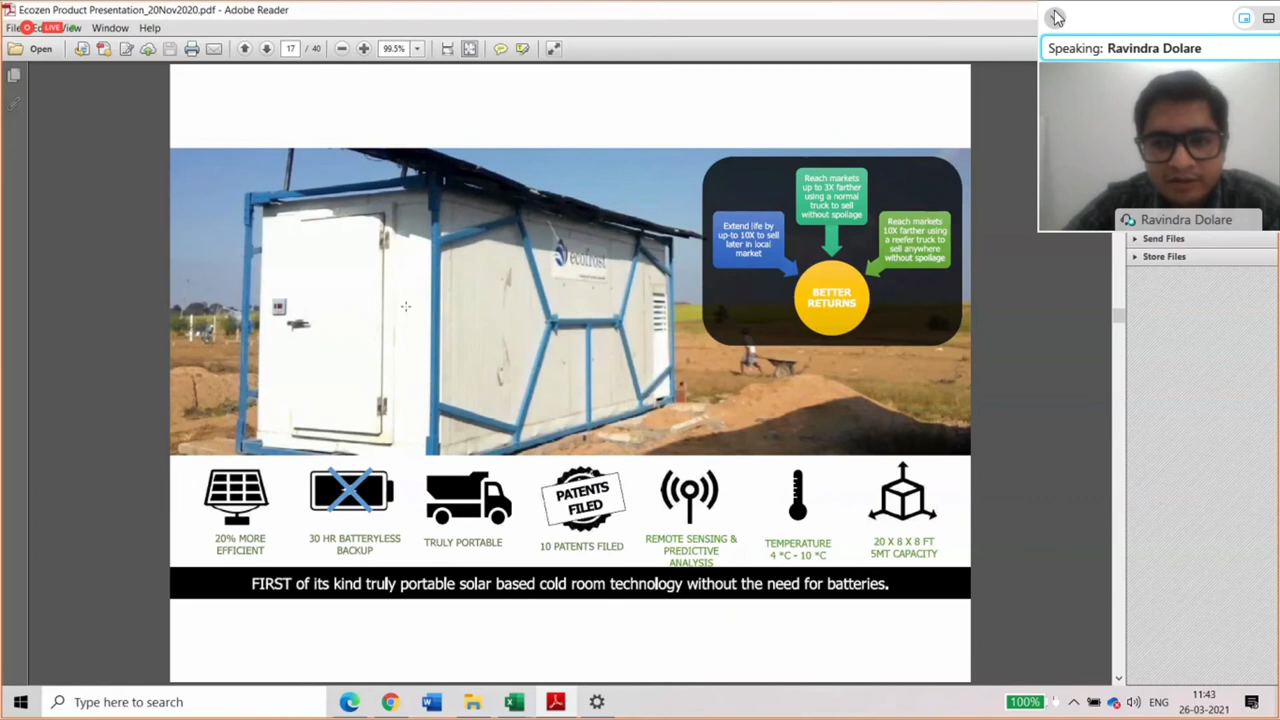 Ecozen Product Presentation_20Nov2020.pdf - Adobe Reader
LIVE
View Window Help
Open
17 / 40
99.5%
Speaking: Ravindra Dolare
Ravindra Dolare
Send Files
Store Files
ecofrost
Reach markets
up to 3X farther
using a normal
truck to sell
without spoilage
Extend life by
up-to 10X to sell
later in local
market
Reach markets
10X farther using
a reefer truck to
sell anywhere
without spoilage
BETTER
RETURNS
20% MORE
EFFICIENT
30 HR BATTERYLESS
BACKUP
TRULY PORTABLE
PATENTS
FILED
10 PATENTS FILED
REMOTE SENSING &
PREDICTIVE
ANALYSIS
TEMPERATURE
4 °C - 10 °C
20 X 8 X 8 FT
5MT CAPACITY
FIRST of its kind truly portable solar based cold room technology without the need for batteries.
Type here to search
100%
ENG
11:43
26-03-2021